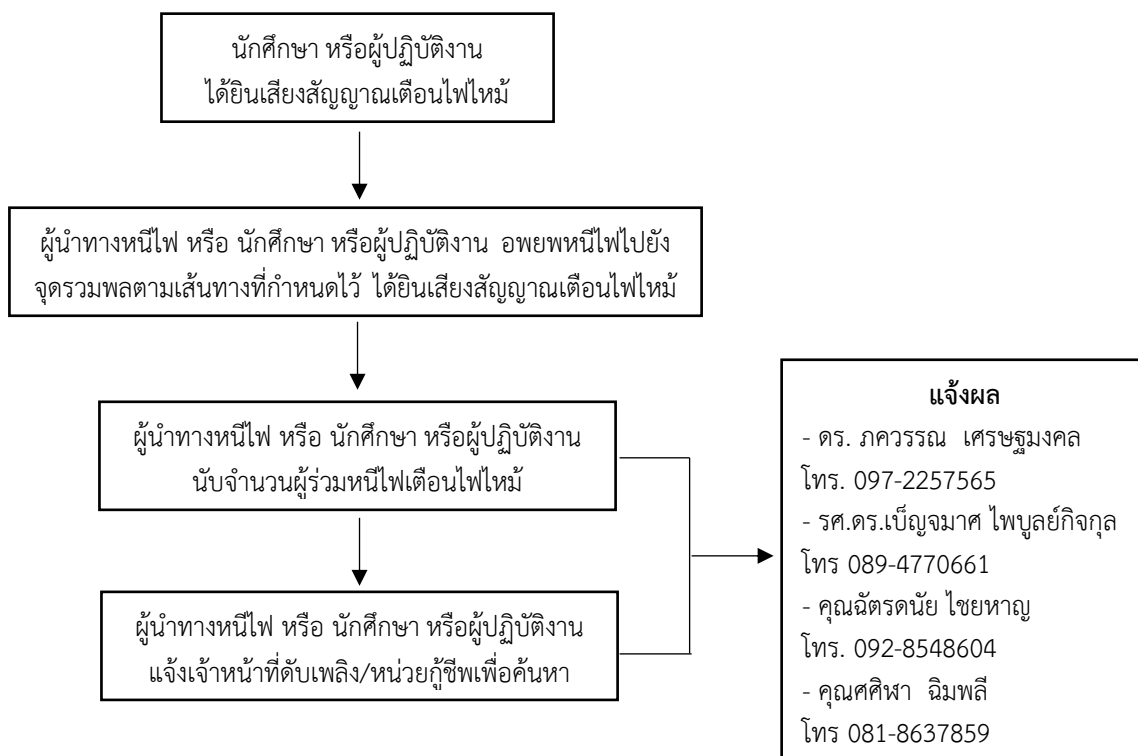 นักศึกษา หรือผู้ปฏิบัติงาน
ได้ยินเสียงสัญญาณเตือนไฟไหม้
ผู้นำทางหนีไฟ หรือ นักศึกษา หรือผู้ปฏิบัติงาน อพยพหนีไฟไปยัง
จุดรวมพลตามเส้นทางที่กำหนดไว้ ได้ยินเสียงสัญญาณเตือนไฟไหม้
ผู้นำทางหนีไฟ หรือ นักศึกษา หรือผู้ปฏิบัติงาน
นับจำนวนผู้ร่วมหนีไฟเตือนไฟไหม้
ผู้นำทางหนีไฟ หรือ นักศึกษา หรือผู้ปฏิบัติงาน
แจ้งเจ้าหน้าที่ดับเพลิง/หน่วยกู้ชีพเพื่อค้นหา
แจ้งผล
- ดร. ภควรรณ เศรษฐมงคล
โทร. 097-2257565
- รศ.ดร.เบ็ญจมาศ ไพบูลย์กิจกุล
โทร 089-4770661
- คุณฉัตรดนัย ไชยหาญ
โทร. 092-8548604
- คุณศศิฬา ฉิมพลี
โทร 081-8637859